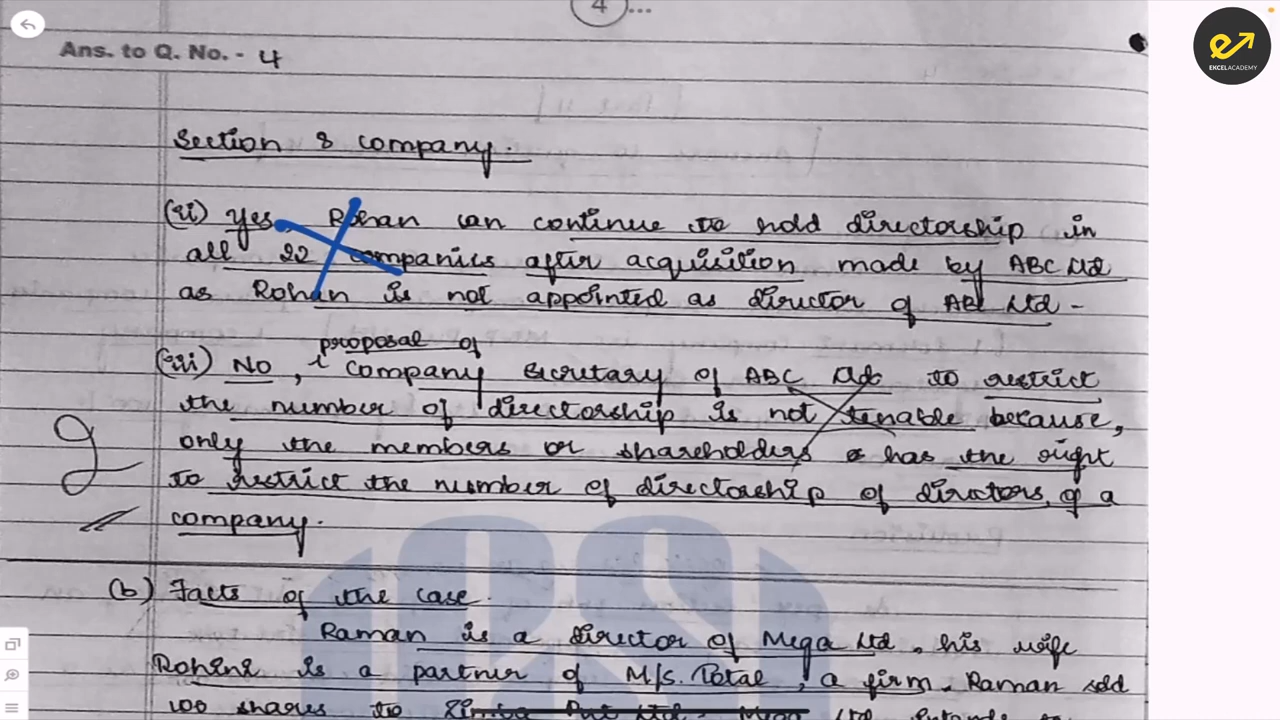 4 ...
EXCEL ACADEMY
Ans. to Q. No. - 4
Section 8 company.
(ii) Yes, Rohan can continue to hold directorship in
all 22 companies after acquisition made by ABC Ltd
as Rohan is not appointed as director of ABC Ltd -
proposal of
(iii) No, company secretary of ABC Ltd to restrict
the number of directorship is not tenable because,
only the members or shareholders has the right
to restrict the number of directorship of directors of a
company.
2
(b) Facts of the case.
Raman is a director of Mega Ltd, his wife
Rohini is a partner of M/s. Total, a firm. Raman sold
100 shares to